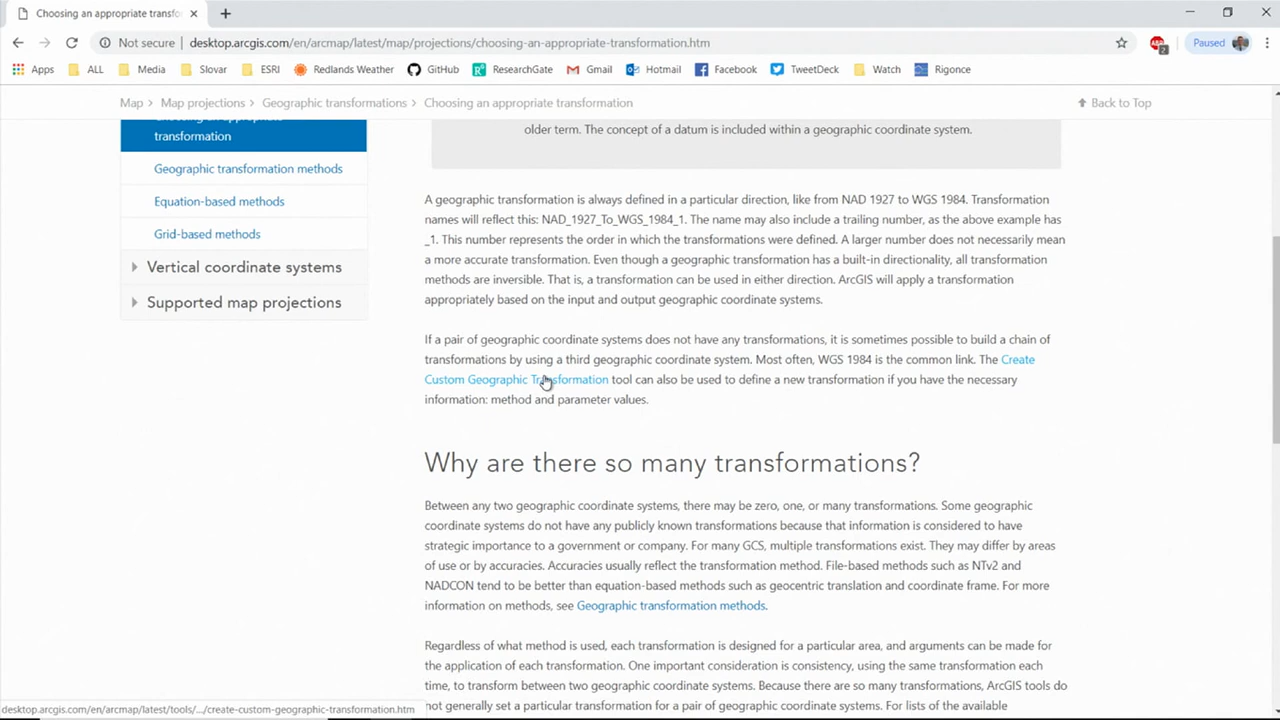 Choosing an appropriate transfo
Not secure
desktop.arcgis.com/en/arcmap/latest/map/projections/choosing-an-appropriate-transformation.htm
2
Paused
Apps ALL Media Slovar ESRI Redlands Weather GitHub ResearchGate Gmail Hotmail Facebook TweetDeck Watch Rigonce
Map > Map projections > Geographic transformations > Choosing an appropriate transformation
Back to Top
Choosing an appropriate
transformation
Geographic transformation methods
Equation-based methods
Grid-based methods
Vertical coordinate systems
Supported map projections
older term. The concept of a datum is included within a geographic coordinate system.
A geographic transformation is always defined in a particular direction, like from NAD 1927 to WGS 1984. Transformation
names will reflect this: NAD_1927_To_WGS_1984_1. The name may also include a trailing number, as the above example has
_1. This number represents the order in which the transformations were defined. A larger number does not necessarily mean
a more accurate transformation. Even though a geographic transformation has a built-in directionality, all transformation
methods are inversible. That is, a transformation can be used in either direction. ArcGIS will apply a transformation
appropriately based on the input and output geographic coordinate systems.
If a pair of geographic coordinate systems does not have any transformations, it is sometimes possible to build a chain of
transformations by using a third geographic coordinate system. Most often, WGS 1984 is the common link. The Create
Custom Geographic Transformation tool can also be used to define a new transformation if you have the necessary
information: method and parameter values.
Why are there so many transformations?
Between any two geographic coordinate systems, there may be zero, one, or many transformations. Some geographic
coordinate systems do not have any publicly known transformations because that information is considered to have
strategic importance to a government or company. For many GCS, multiple transformations exist. They may differ by areas
of use or by accuracies. Accuracies usually reflect the transformation method. File-based methods such as NTv2 and
NADCON tend to be better than equation-based methods such as geocentric translation and coordinate frame. For more
information on methods, see Geographic transformation methods.
Regardless of what method is used, each transformation is designed for a particular area, and arguments can be made for
the application of each transformation. One important consideration is consistency, using the same transformation each
time, to transform between two geographic coordinate systems. Because there are so many transformations, ArcGIS tools do
not generally set a particular transformation for a pair of geographic coordinate systems. For lists of the available
desktop.arcgis.com/en/arcmap/latest/tools/.../create-custom-geographic-transformation.htm